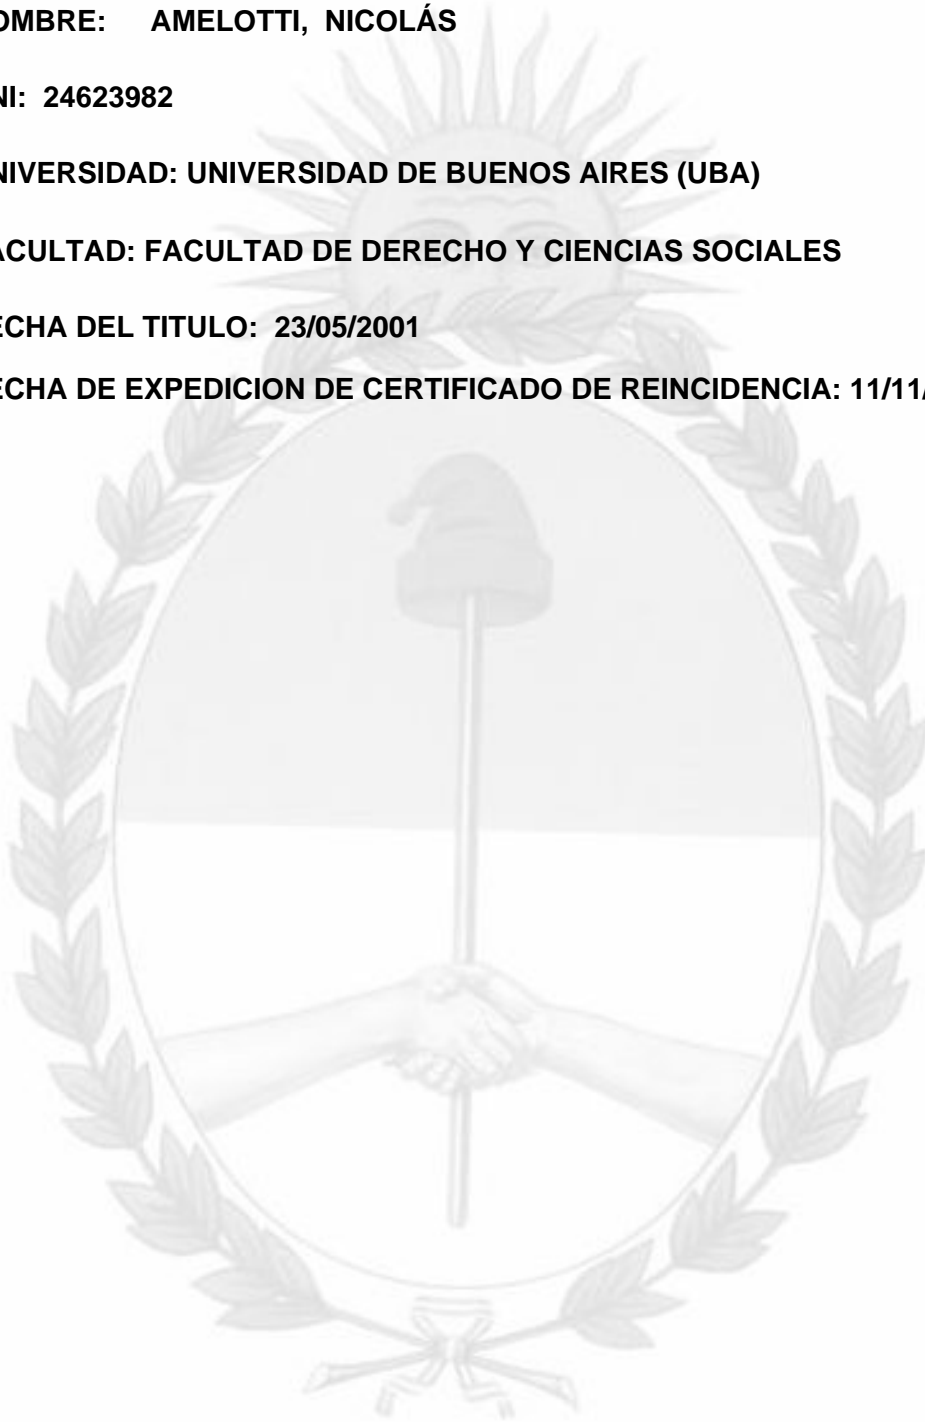 OMBRE: AMELOTTI, NICOLÁS
NI: 24623982
NIVERSIDAD: UNIVERSIDAD DE BUENOS AIRES (UBA)
ACULTAD: FACULTAD DE DERECHO Y CIENCIAS SOCIALES
ECHA DEL TITULO: 23/05/2001
ECHA DE EXPEDICION DE CERTIFICADO DE REINCIDENCIA: 11/11/